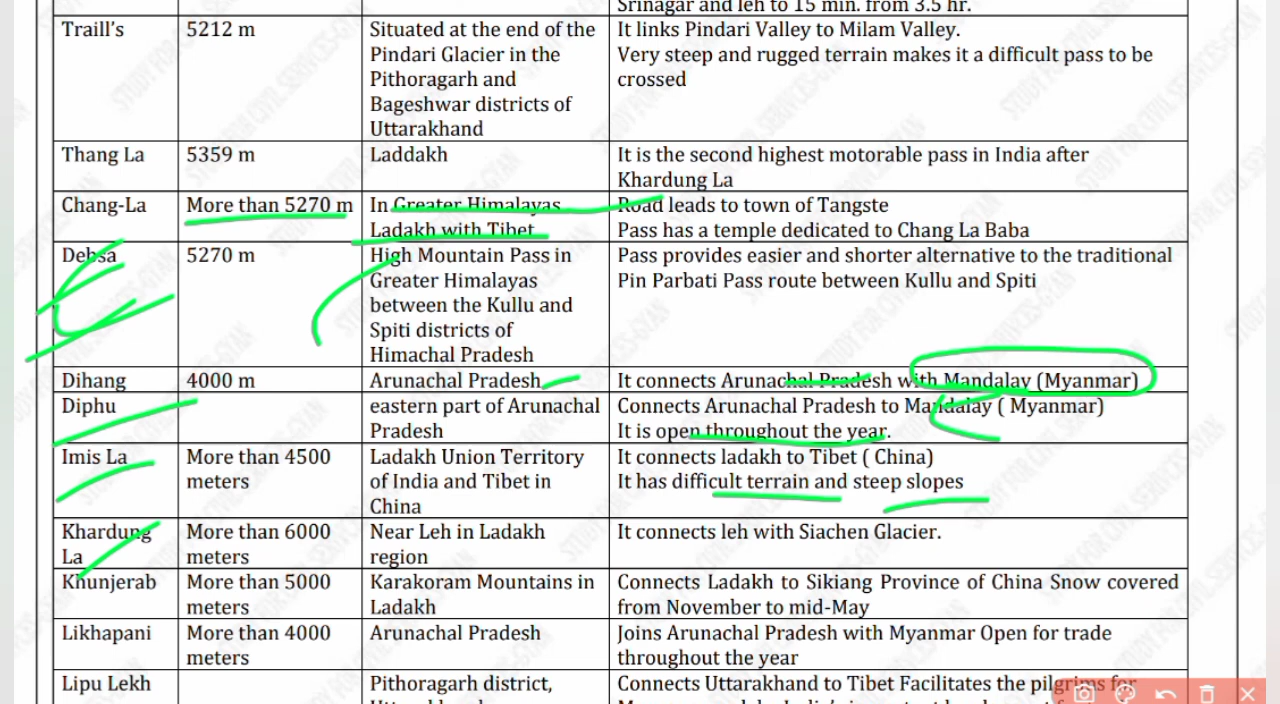 Srinagar and leh to 15 min. from 3.5 hr.
Traill's 5212 m Situated at the end of the It links Pindari Valley to Milam Valley.
Pindari Glacier in the Very steep and rugged terrain makes it a difficult pass to be
Pithoragarh and crossed
Bageshwar districts of
Uttarakhand
Thang La 5359 m Laddakh It is the second highest motorable pass in India after
Khardung La
Chang-La More than 5270 m In Greater Himalayas Road leads to town of Tangste
Ladakh with Tibet Pass has a temple dedicated to Chang La Baba
Debsa 5270 m High Mountain Pass in Pass provides easier and shorter alternative to the traditional
Greater Himalayas Pin Parbati Pass route between Kullu and Spiti
between the Kullu and
Spiti districts of
Himachal Pradesh
Dihang 4000 m Arunachal Pradesh It connects Arunachal Pradesh with Mandalay (Myanmar)
Diphu eastern part of Arunachal Connects Arunachal Pradesh to Mandalay ( Myanmar)
Pradesh It is open throughout the year.
Imis La More than 4500 Ladakh Union Territory It connects ladakh to Tibet ( China)
meters of India and Tibet in It has difficult terrain and steep slopes
China
Khardung More than 6000 Near Leh in Ladakh It connects leh with Siachen Glacier.
La meters region
Khunjerab More than 5000 Karakoram Mountains in Connects Ladakh to Sikiang Province of China Snow covered
meters Ladakh from November to mid-May
Likhapani More than 4000 Arunachal Pradesh Joins Arunachal Pradesh with Myanmar Open for trade
meters throughout the year
Lipu Lekh Pithoragarh district, Connects Uttarakhand to Tibet Facilitates the pilgrims for